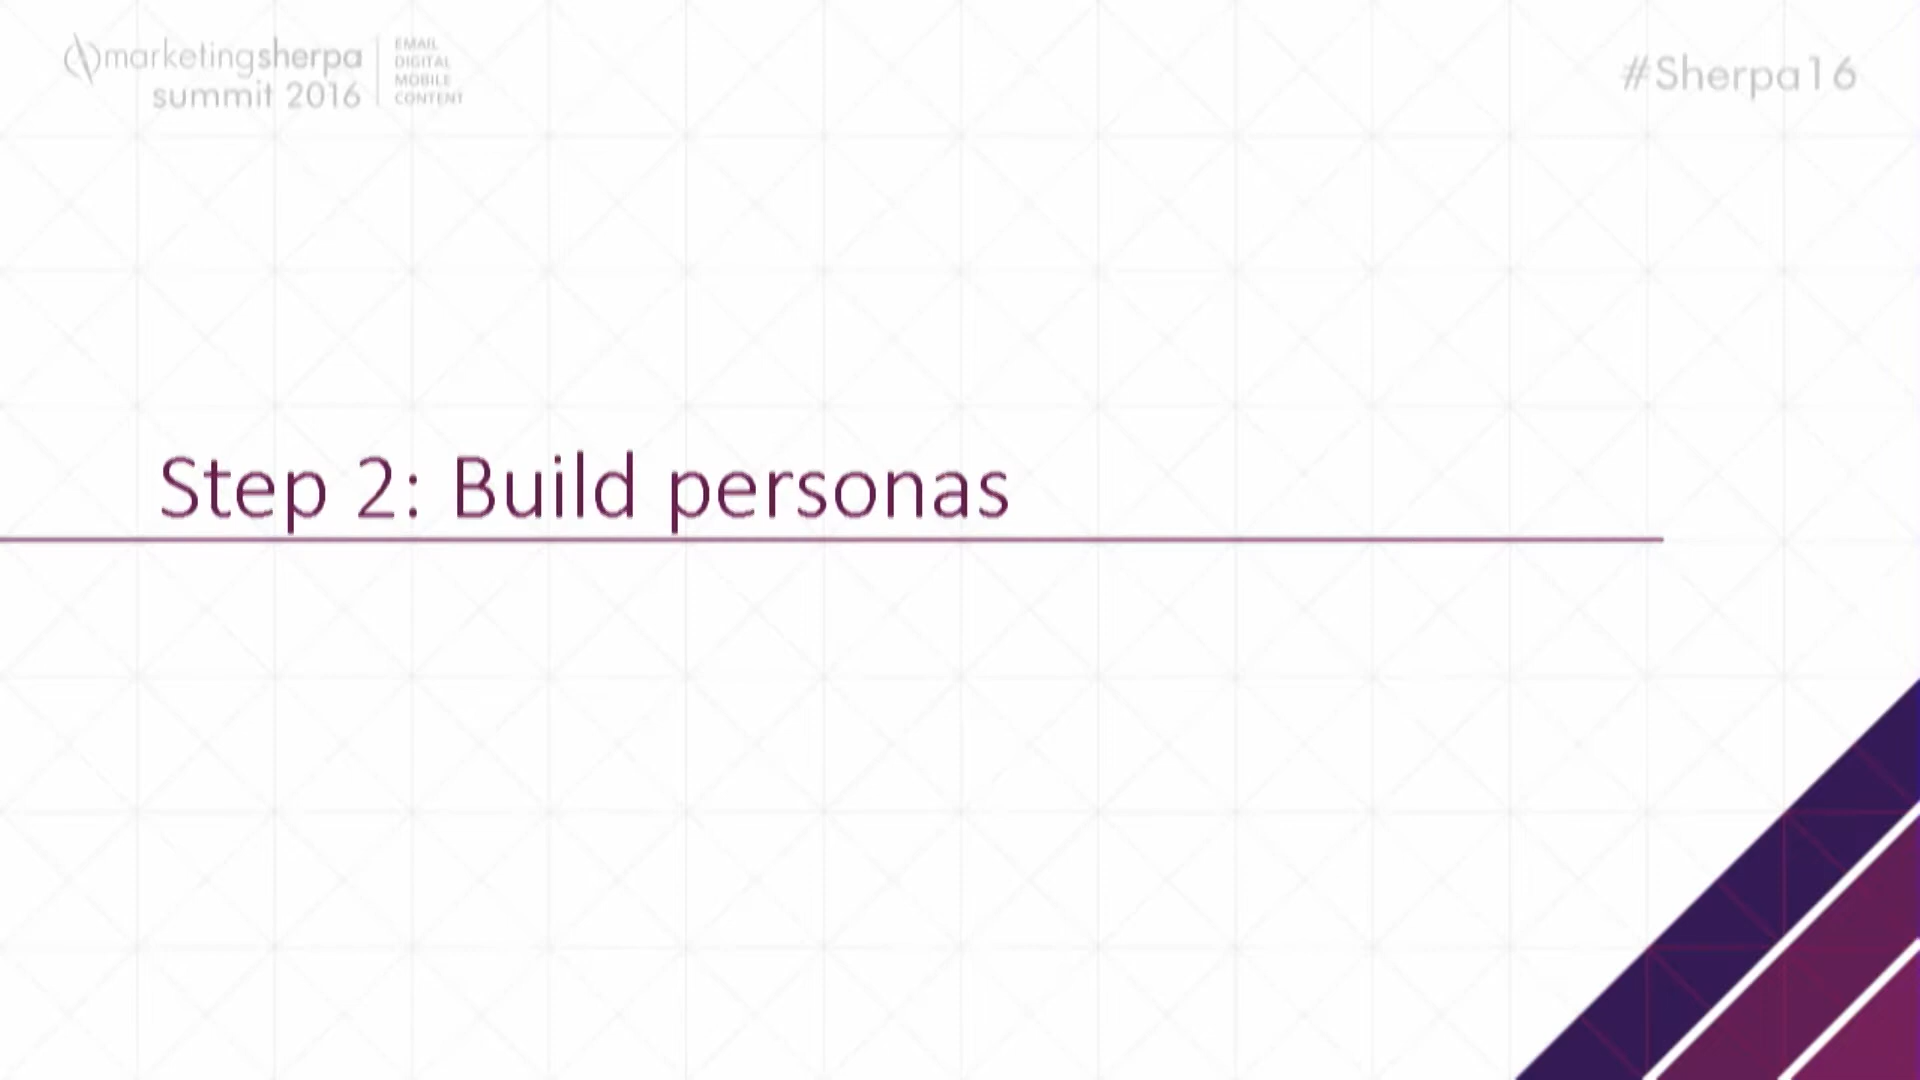 marketingsherpa
summit 2016
EMAIL
DIGITAL
MOBILE
CONTENT
#Sherpa16
Step 2: Build personas